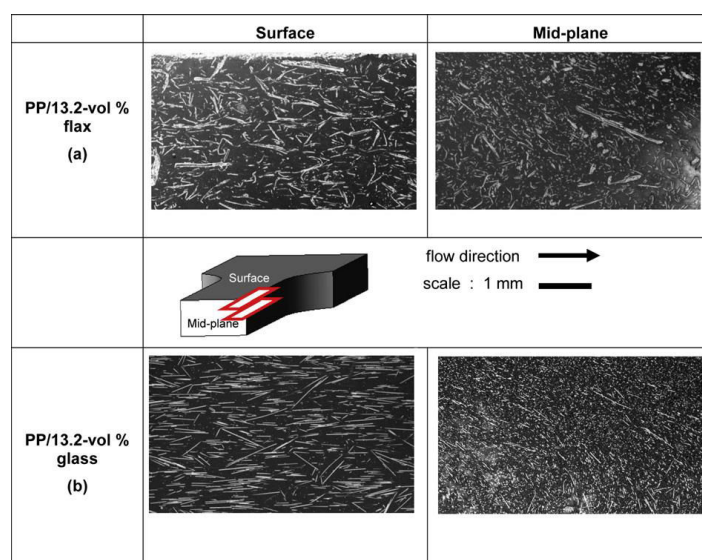 Surface
Mid-plane
PP/13.2-vol %
flax
(a)
Surface
Mid-plane
flow direction
scale : 1 mm
PP/13.2-vol %
glass
(b)